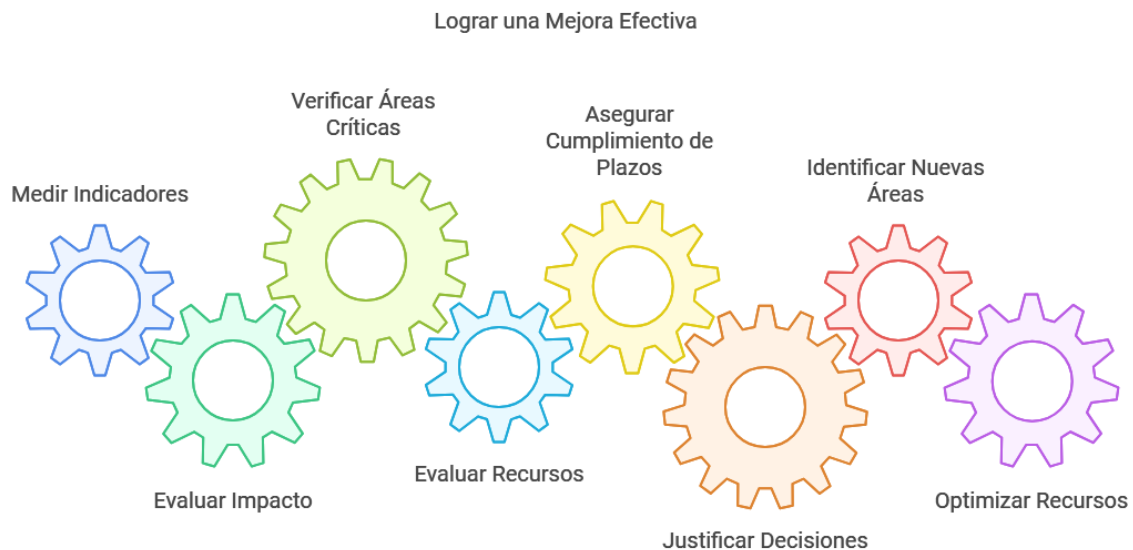 Lograr una Mejora Efectiva
Verificar Áreas
Críticas
Asegurar
Cumplimiento de
Plazos
Medir Indicadores
Identificar Nuevas
Áreas
Evaluar Impacto
Evaluar Recursos
Justificar Decisiones
Optimizar Recursos